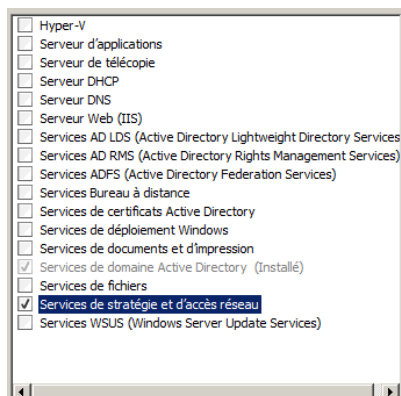 Hyper-V
Serveur d'applications
Serveur de télécopie
Serveur DHCP
Serveur DNS
Serveur Web (IIS)
Services AD LDS (Active Directory Lightweight Directory Services
Services AD RMS (Active Directory Rights Management Services)
Services ADFS (Active Directory Federation Services)
Services Bureau à distance
Services de certificats Active Directory
Services de déploiement Windows
Services de documents et d'impression
Services de domaine Active Directory (Installé)
Services de fichiers
Services de stratégie et d'accès réseau
Services WSUS (Windows Server Update Services)